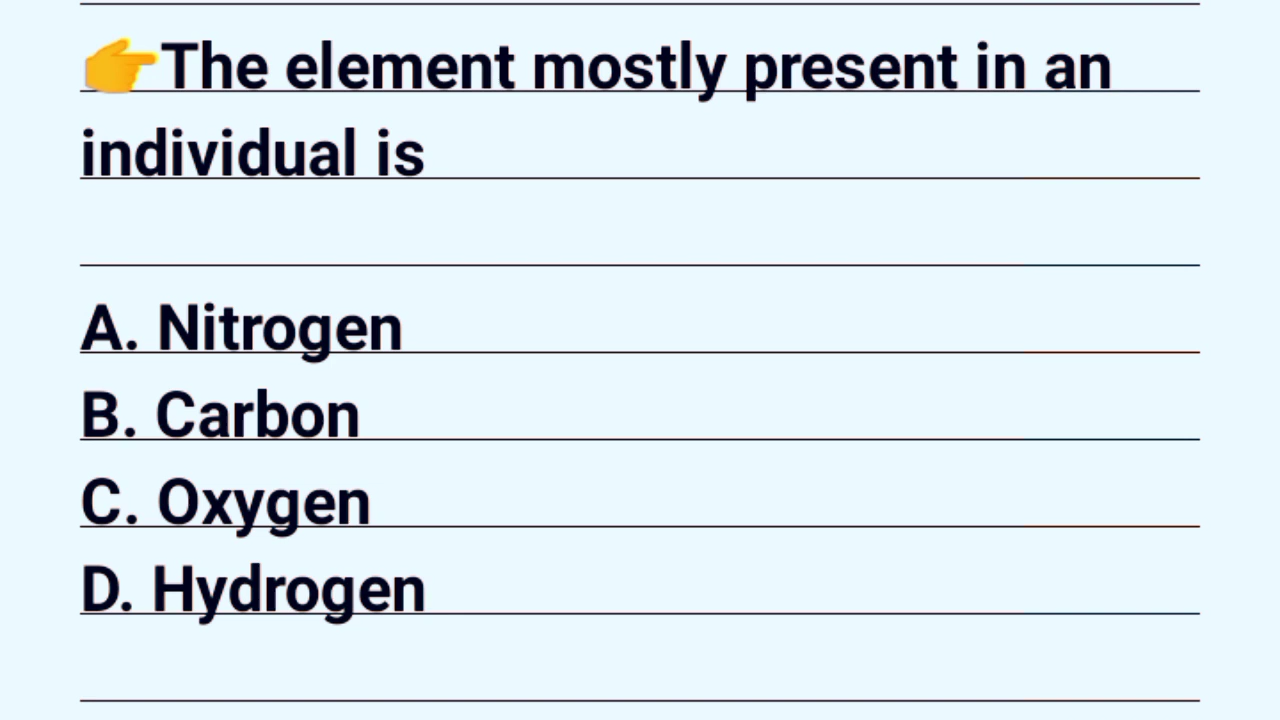 👉The element mostly present in an
individual is
A. Nitrogen
B. Carbon
C. Oxygen
D. Hydrogen